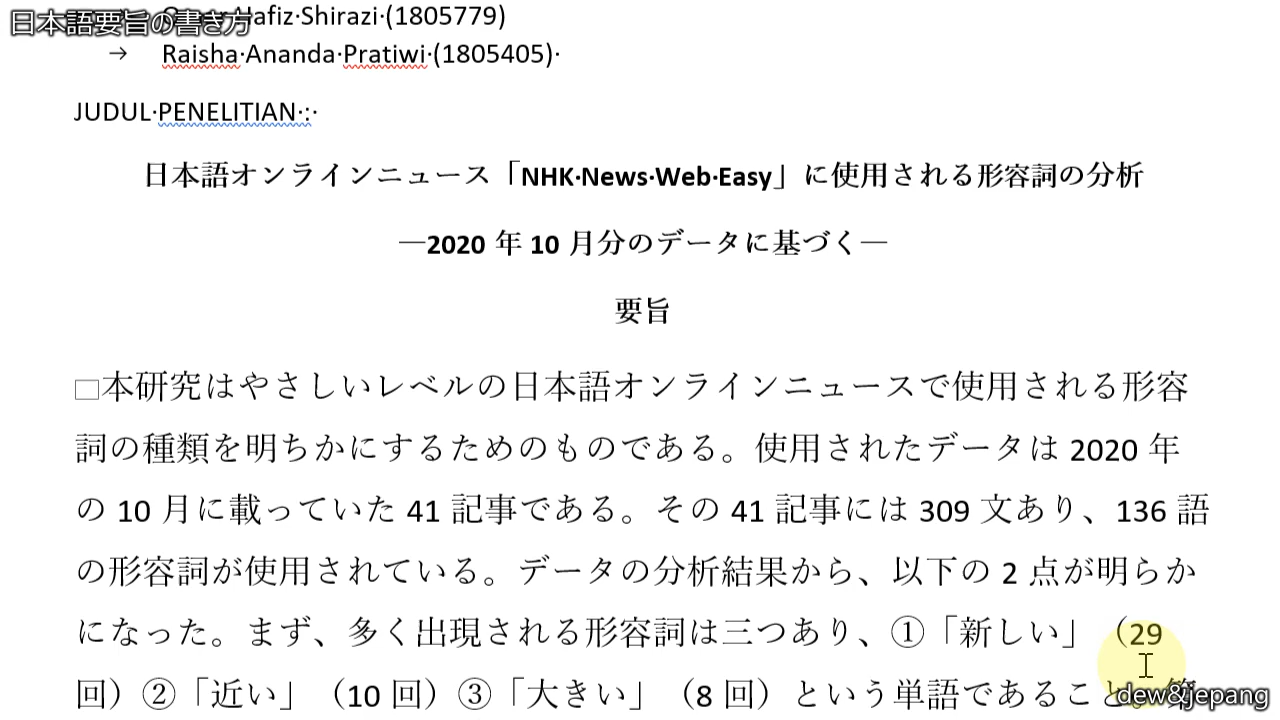 日本語要旨の書き方
Hafiz·Shirazi·(1805779)
→ Raisha·Ananda·Pratiwi·(1805405)·
JUDUL·PENELITIAN·:·
日本語オンラインニュース「NHK·News·Web·Easy」に使用される形容詞の分析
―2020 年 10 月分のデータに基づく―
要旨
□本研究はやさしいレベルの日本語オンラインニュースで使用される形容
詞の種類を明ちかにするためのものである。使用されたデータは 2020 年
の 10 月に載っていた 41 記事である。その 41 記事には 309 文あり、136 語
の形容詞が使用されている。データの分析結果から、以下の 2 点が明らか
になった。まず、多く出現される形容詞は三つあり、①「新しい」（29
回）②「近い」（10 回）③「大きい」（8 回）という単語であること。
dew&jepang